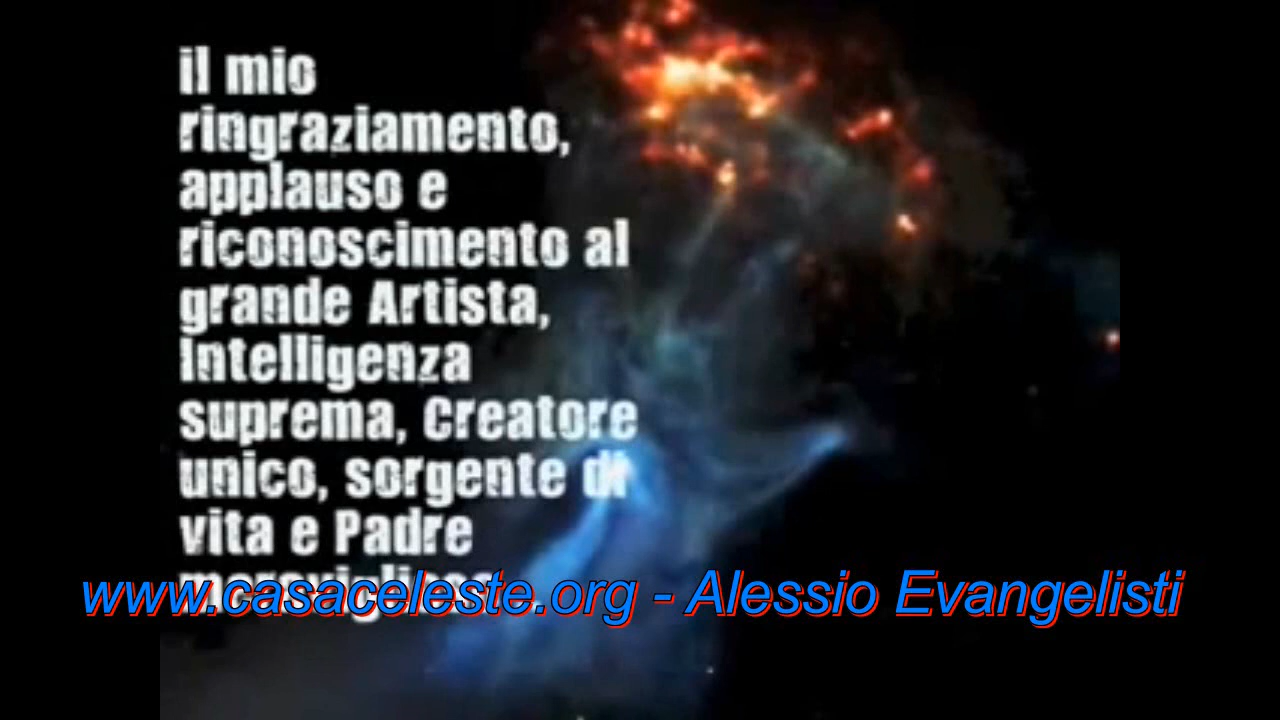 il mio
ringraziamento,
applauso e
riconoscimento al
grande Artista,
Intelligenza
suprema, Creatore
unico, sorgente di
vita e Padre
www.casaceleste.org - Alessio Evangelisti